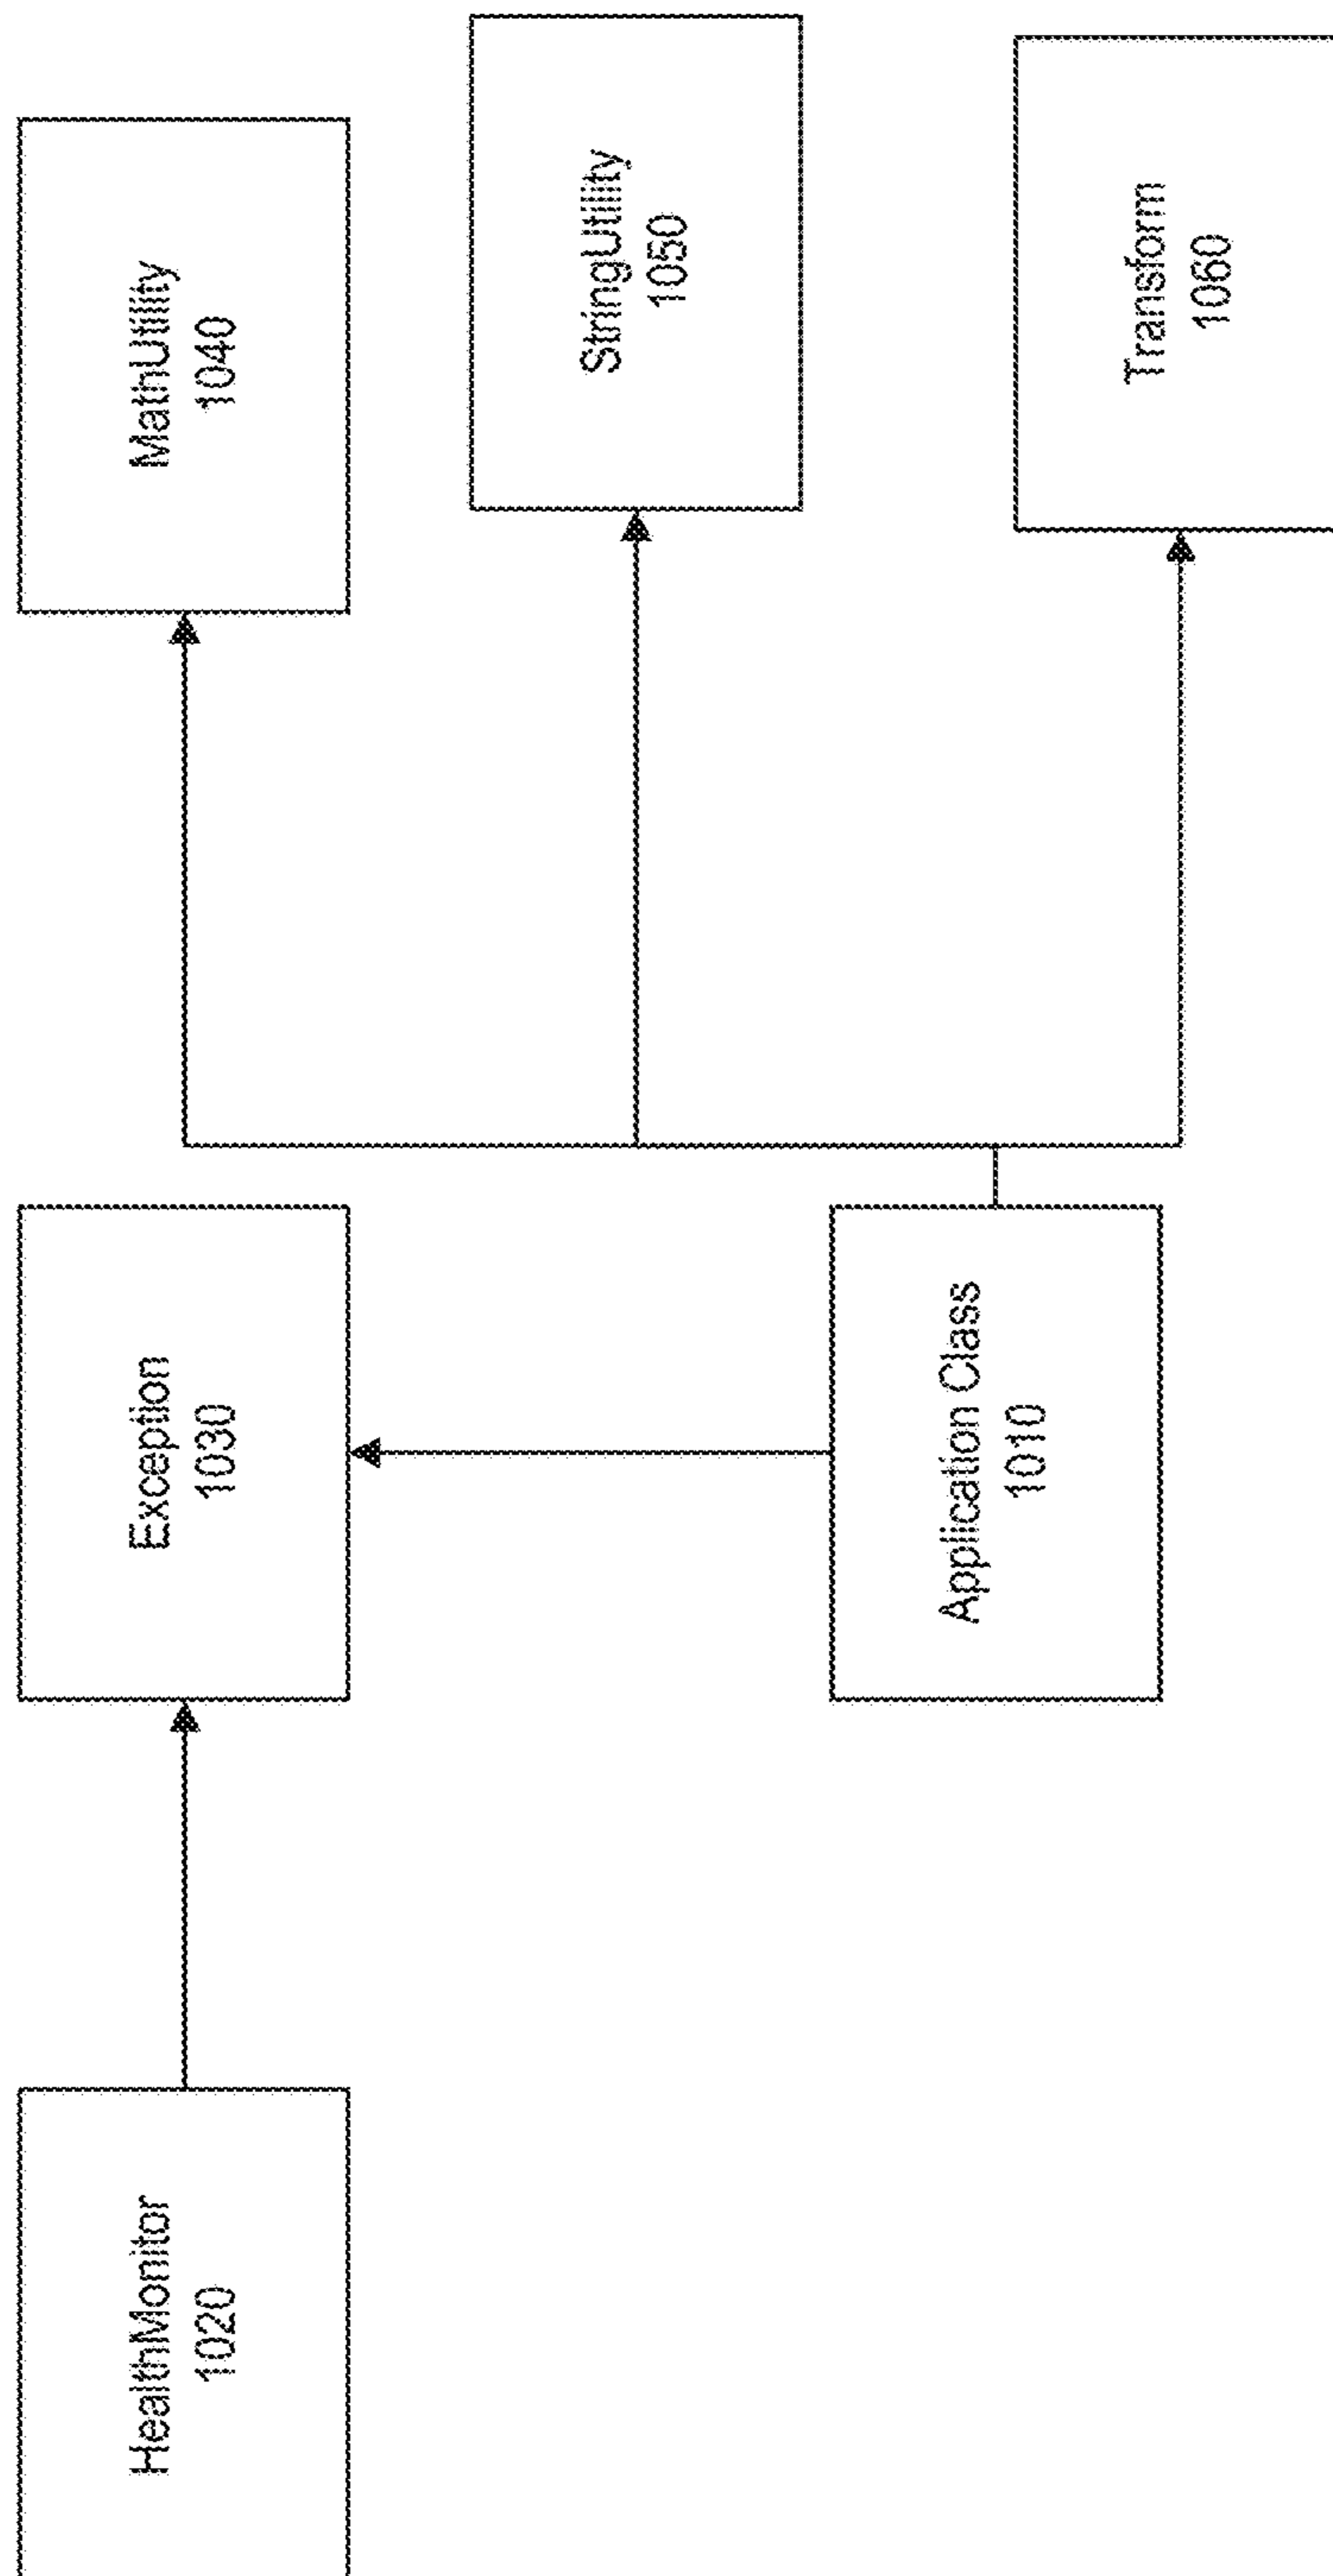 HealthMonitor
1020
Exception
1030
MathUtility
1040
StringUtility
1050
Application Class
1010
Transform
1060